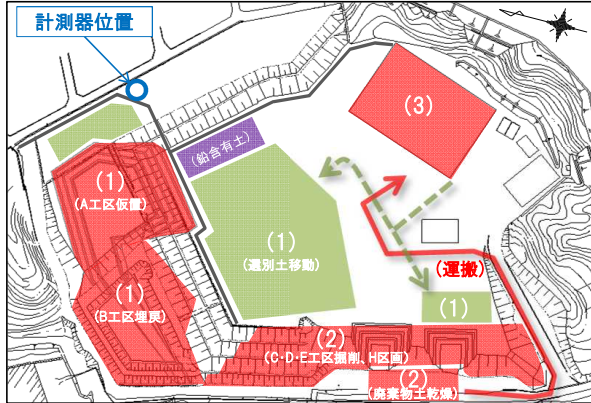 計測器位置
(3)
(鉛含有土)
(1)
(A工区仮置)
(1)
(選別土移動)
(運搬)
(1)
(B工区埋戻)
(1)
(2)
(C・D・E工区掘削、H区画)
(2)
(廃棄物土乾燥)